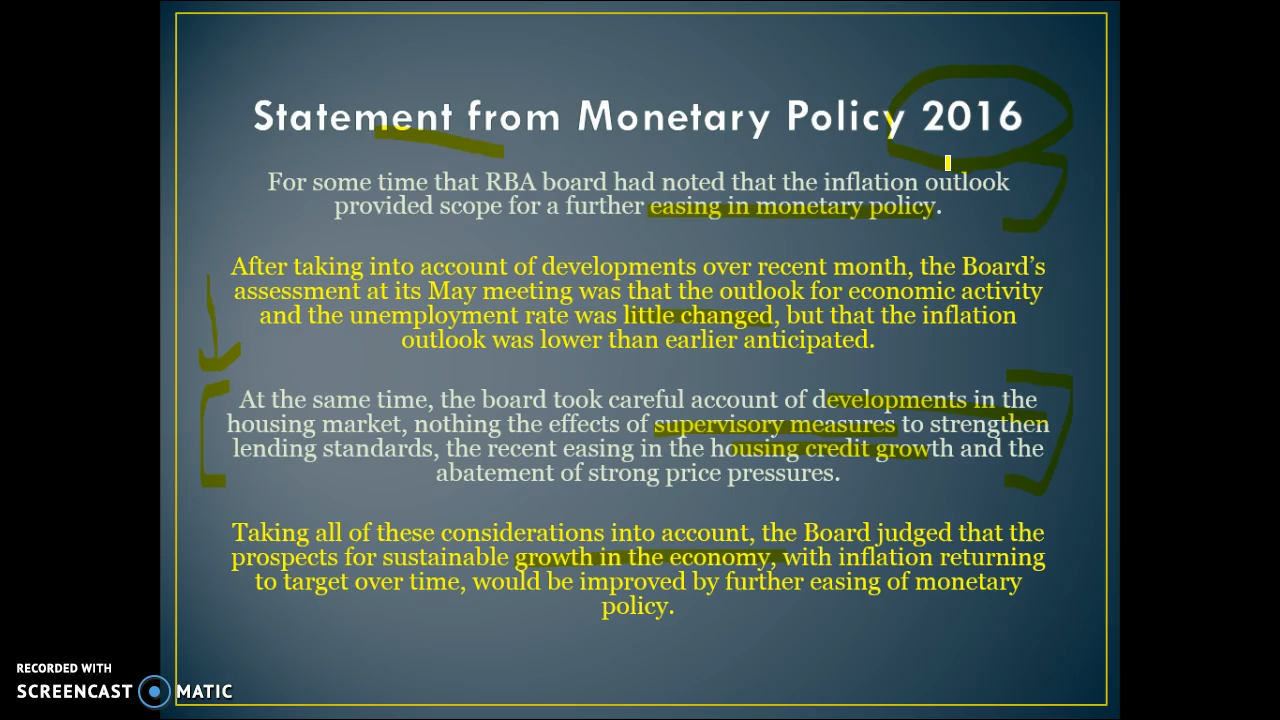 Statement from Monetary Policy 2016
For some time that RBA board had noted that the inflation outlook
provided scope for a further easing in monetary policy.
After taking into account of developments over recent month, the Board's
assessment at its May meeting was that the outlook for economic activity
and the unemployment rate was little changed, but that the inflation
outlook was lower than earlier anticipated.
At the same time, the board took careful account of developments in the
housing market, nothing the effects of supervisory measures to strengthen
lending standards, the recent easing in the housing credit growth and the
abatement of strong price pressures.
Taking all of these considerations into account, the Board judged that the
prospects for sustainable growth in the economy, with inflation returning
to target over time, would be improved by further easing of monetary
policy.
RECORDED WITH
SCREENCAST MATIC